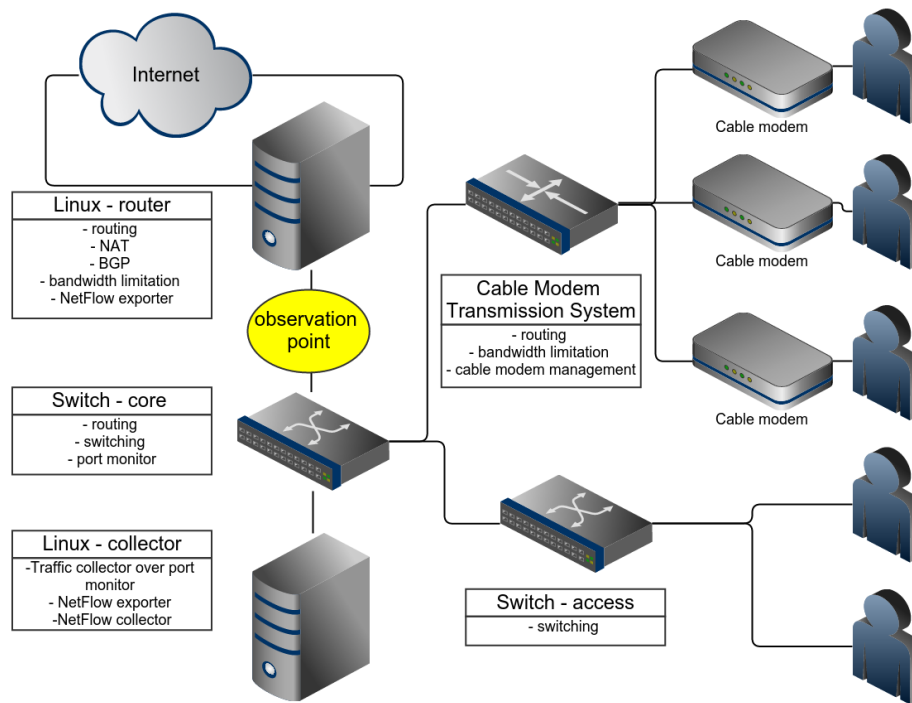 Internet
Linux - router
- routing
- NAT
- BGP
- bandwidth limitation
- NetFlow exporter
observation
point
Switch - core
- routing
- switching
- port monitor
Linux - collector
-Traffic collector over port
monitor
- NetFlow exporter
-NetFlow collector
Cable Modem
Transmission System
- routing
- bandwidth limitation
- cable modem management
Switch - access
- switching
Cable modem
Cable modem
Cable modem